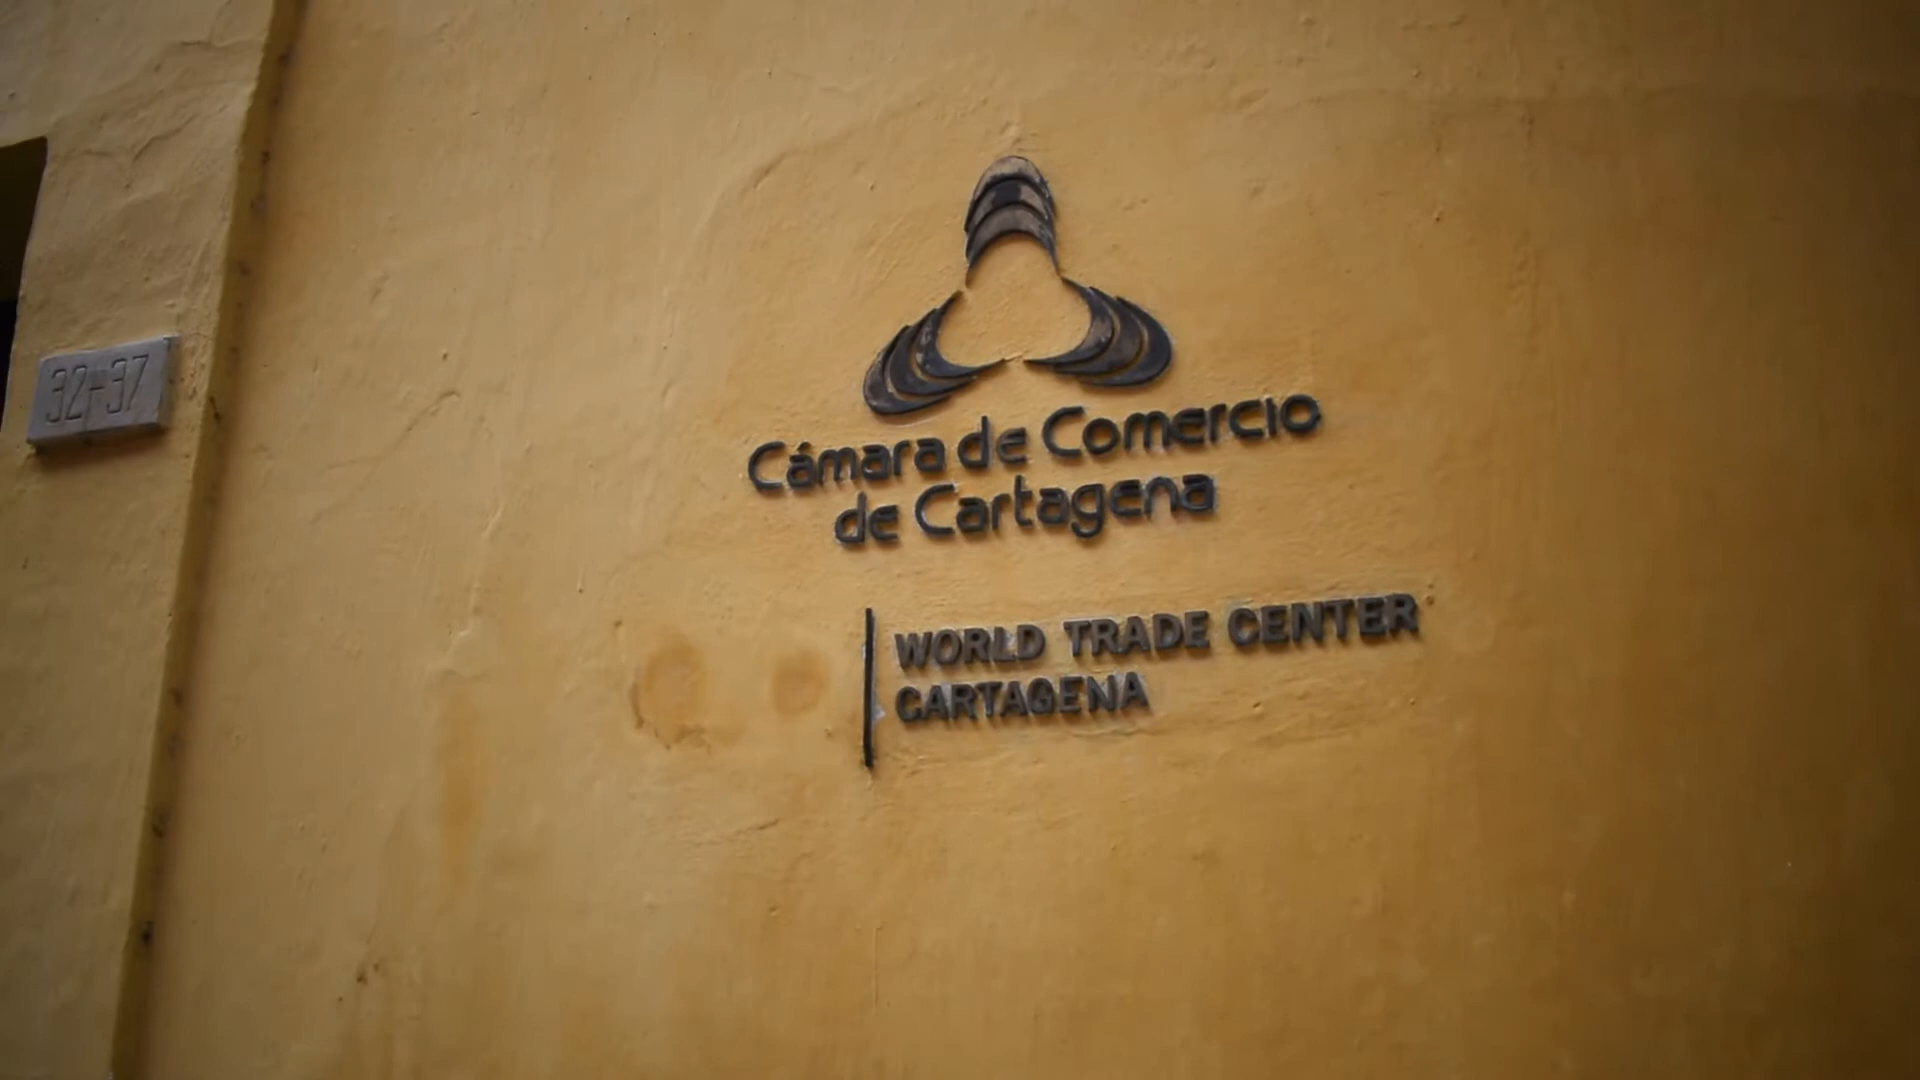 32-37
Cámara de Comercio
de Cartagena
WORLD TRADE CENTER
CARTAGENA